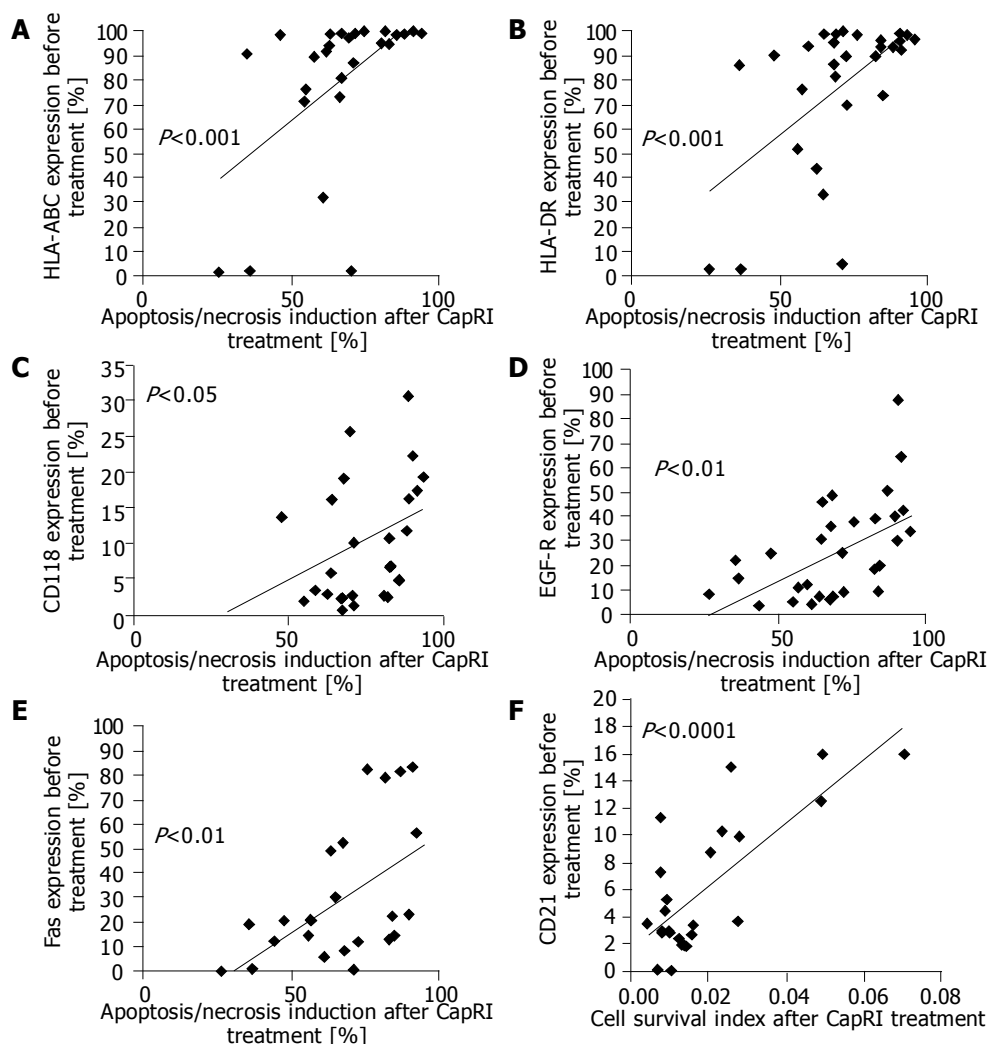 A
HLA-ABC expression before
treatment [%]
100
90
80
70
60
50
40
30
20
10
0
P<0.001
0
50
100
Apoptosis/necrosis induction after CapRI
treatment [%]
B
HLA-DR expression before
treatment [%]
100
90
80
70
60
50
40
30
20
10
0
P<0.001
0
50
100
Apoptosis/necrosis induction after CapRI
treatment [%]
C
CD118 expression before
treatment [%]
35
30
25
20
15
10
5
0
P<0.05
0
50
100
Apoptosis/necrosis induction after CapRI
treatment [%]
D
EGF-R expression before
treatment [%]
100
90
80
70
60
50
40
30
20
10
0
P<0.01
0
50
100
Apoptosis/necrosis induction after CapRI
treatment [%]
E
Fas expression before
treatment [%]
100
90
80
70
60
50
40
30
20
10
0
P<0.01
0
50
100
Apoptosis/necrosis induction after CapRI
treatment [%]
F
CD21 expression before
treatment [%]
20
18
16
14
12
10
8
6
4
2
0
P<0.0001
0.00
0.02
0.04
0.06
0.08
Cell survival index after CapRI treatment